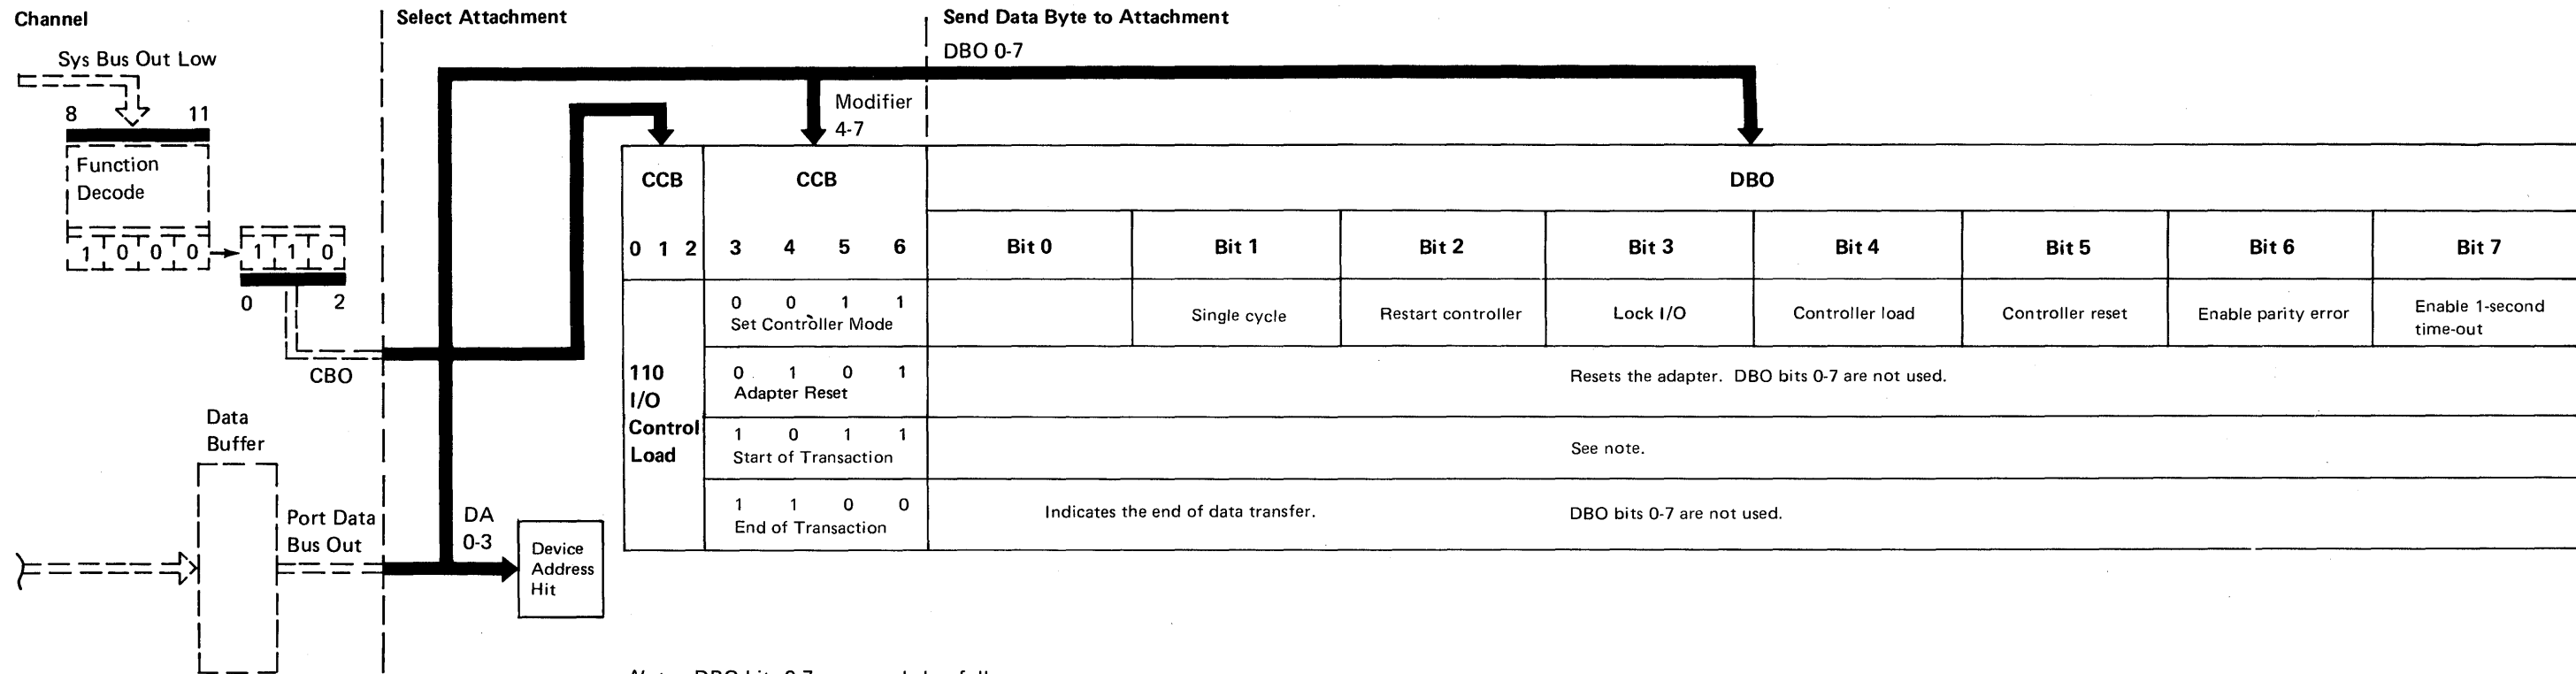 Channel
Select Attachment
Send Data Byte to Attachment
Sys Bus Out Low
DBO 0-7
8 11
Modifier
4-7
Function
Decode
1 0 0 0
1 1 0
0 2
CBO
CCB
CCB
DBO
0 1 2
3 4 5 6
Bit 0
Bit 1
Bit 2
Bit 3
Bit 4
Bit 5
Bit 6
Bit 7
110
I/O
Control
Load
0 0 1 1
Set Controller Mode
Single cycle
Restart controller
Lock I/O
Controller load
Controller reset
Enable parity error
Enable 1-second
time-out
0 1 0 1
Adapter Reset
Resets the adapter. DBO bits 0-7 are not used.
1 0 1 1
Start of Transaction
See note.
1 1 0 0
End of Transaction
Indicates the end of data transfer.
DBO bits 0-7 are not used.
Data
Buffer
Port Data
Bus Out
DA
0-3
Device
Address
Hit